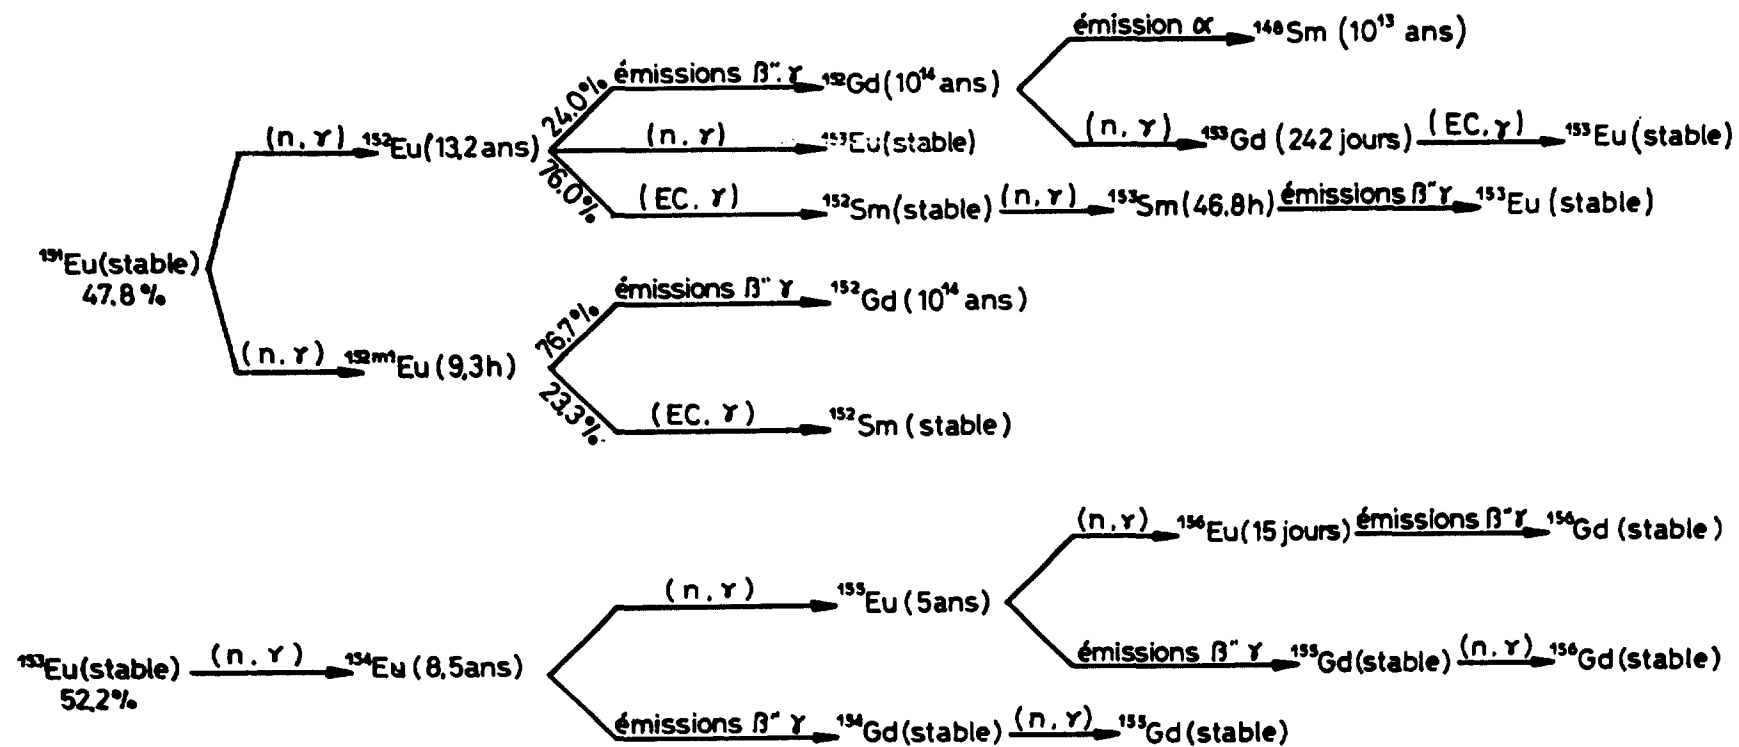 émission α ¹⁴⁸Sm (10¹³ ans)
24.0% émissions β⁻. γ ¹⁵²Gd (10¹⁴ ans)
(n, γ) ¹⁵²Eu (13,2 ans) (n, γ) ¹⁵³Eu (stable) (n, γ) ¹⁵³Gd (242 jours) (EC, γ) ¹⁵³Eu (stable)
76.0% (EC. γ) ¹⁵²Sm (stable) (n, γ) ¹⁵³Sm (46.8h) émissions β⁻ γ ¹⁵³Eu (stable)
¹⁵¹Eu (stable)
47.8%
76.7% émissions β⁻ γ ¹⁵²Gd (10¹⁴ ans)
(n. γ) ¹⁵²ᵐ¹Eu (9,3h)
23,3% (EC. γ) ¹⁵²Sm (stable)
(n, γ) ¹⁵⁶Eu (15 jours) émissions β⁻ γ ¹⁵⁶Gd (stable)
(n, γ) ¹⁵⁵Eu (5 ans)
¹⁵³Eu (stable) (n. γ) ¹⁵⁴Eu (8,5 ans) émissions β⁻ γ ¹⁵⁵Gd (stable) (n, γ) ¹⁵⁶Gd (stable)
52,2%
émissions β⁻ γ ¹⁵⁴Gd (stable) (n, γ) ¹⁵⁵Gd (stable)